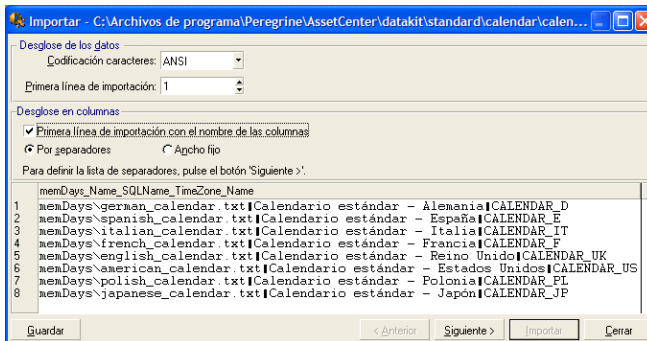 Importar - C:\Archivos de programa\Peregrine\AssetCenter\datakit\standard\calendar\calen...
Desglose de los datos
Codificación caracteres: ANSI
Primera línea de importación: 1
Desglose en columnas
Primera línea de importación con el nombre de las columnas
Por separadores Ancho fijo
Para definir la lista de separadores, pulse el botón 'Siguiente >'.
memDays_Name_SQLName_TimeZone_Name
1 memDays\german_calendar.txt|Calendario estándar - Alemania|CALENDAR_D
2 memDays\spanish_calendar.txt|Calendario estándar - España|CALENDAR_E
3 memDays\italian_calendar.txt|Calendario estándar - Italia|CALENDAR_IT
4 memDays\french_calendar.txt|Calendario estándar - Francia|CALENDAR_F
5 memDays\english_calendar.txt|Calendario estándar - Reino Unido|CALENDAR_UK
6 memDays\american_calendar.txt|Calendario estándar - Estados Unidos|CALENDAR_US
7 memDays\polish_calendar.txt|Calendario estándar - Polonia|CALENDAR_PL
8 memDays\japanese_calendar.txt|Calendario estándar - Japón|CALENDAR_JP
Guardar < Anterior Siguiente > Importar Cerrar